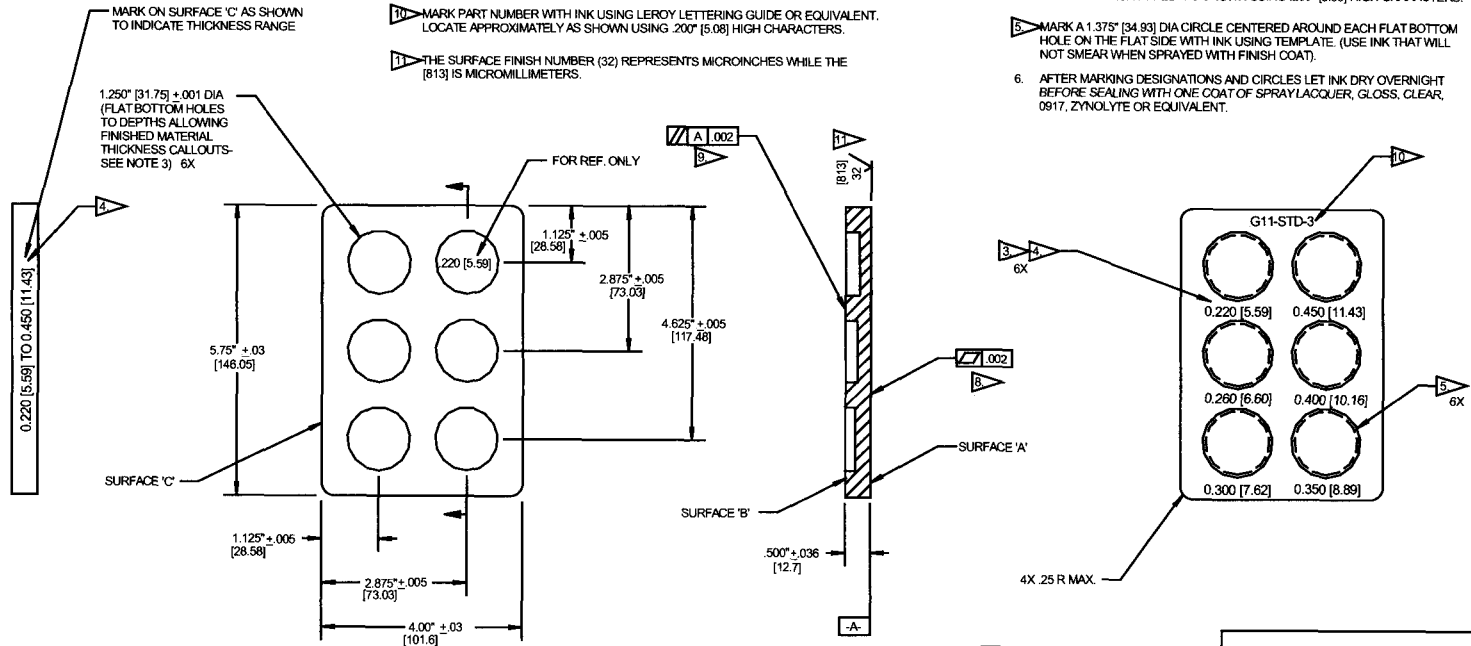 MARK ON SURFACE 'C' AS SHOWN
TO INDICATE THICKNESS RANGE
10 MARK PART NUMBER WITH INK USING LEROY LETTERING GUIDE OR EQUIVALENT.
LOCATE APPROXIMATELY AS SHOWN USING .200" [5.08] HIGH CHARACTERS.
11 THE SURFACE FINISH NUMBER (32) REPRESENTS MICROINCHES WHILE THE
[813] IS MICROMILLIMETERS.
5. MARK A 1.375" [34.93] DIA CIRCLE CENTERED AROUND EACH FLAT BOTTOM
HOLE ON THE FLAT SIDE WITH INK USING TEMPLATE. (USE INK THAT WILL
NOT SMEAR WHEN SPRAYED WITH FINISH COAT).
6. AFTER MARKING DESIGNATIONS AND CIRCLES LET INK DRY OVERNIGHT
BEFORE SEALING WITH ONE COAT OF SPRAY LACQUER, GLOSS, CLEAR,
0917, ZYNOLYTE OR EQUIVALENT.
1.250" [31.75] ±.001 DIA
(FLAT BOTTOM HOLES
TO DEPTHS ALLOWING
FINISHED MATERIAL
THICKNESS CALLOUTS-
SEE NOTE 3) 6X
4.
0.220 [5.59] TO 0.450 [11.43]
FOR REF. ONLY
.220 [5.59]
1.125" ±.005
[28.58]
2.875" ±.005
[73.03]
4.625" ±.005
[117.48]
5.75" ±.03
[146.05]
SURFACE 'C'
1.125" ±.005
[28.58]
2.875" ±.005
[73.03]
4.00" ±.03
[101.6]
A .002
9.
11
[813]
32
.002
8.
SURFACE 'A'
SURFACE 'B'
.500" ±.036
[12.7]
-A-
10
G11-STD-3
3. 4.
6X
0.220 [5.59] 0.450 [11.43]
0.260 [6.60] 0.400 [10.16]
5.
6X
0.300 [7.62] 0.350 [8.89]
4X .25 R MAX.